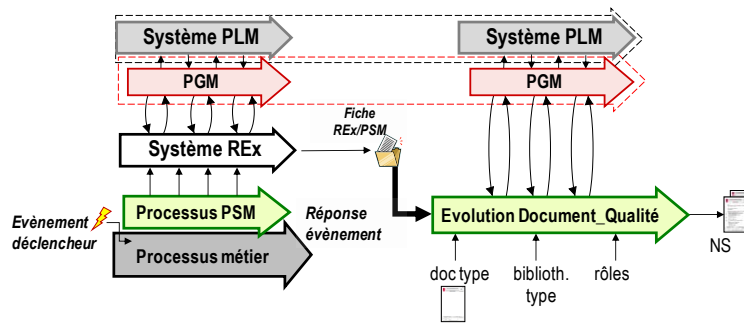 Système PLM
Système PLM
PGM
PGM
Fiche
REx/PSM
Système REx
Processus PSM
Réponse
évènement
Evolution Document_Qualité
Evènement
déclencheur
Processus métier
NS
doc type
biblioth.
type
rôles